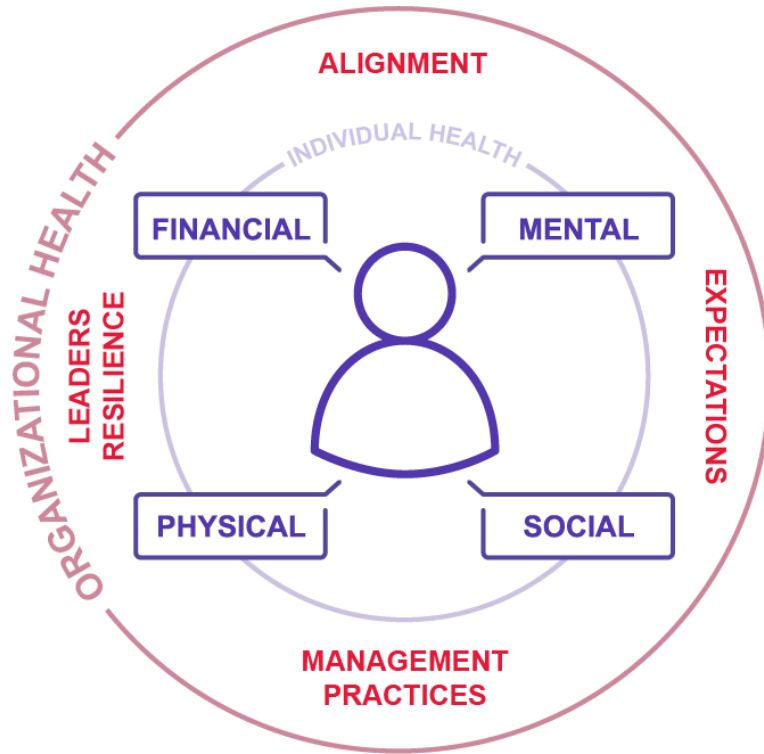 ALIGNMENT
INDIVIDUAL HEALTH
ORGANIZATIONAL HEALTH
FINANCIAL
MENTAL
LEADERS
RESILIENCE
EXPECTATIONS
PHYSICAL
SOCIAL
MANAGEMENT
PRACTICES